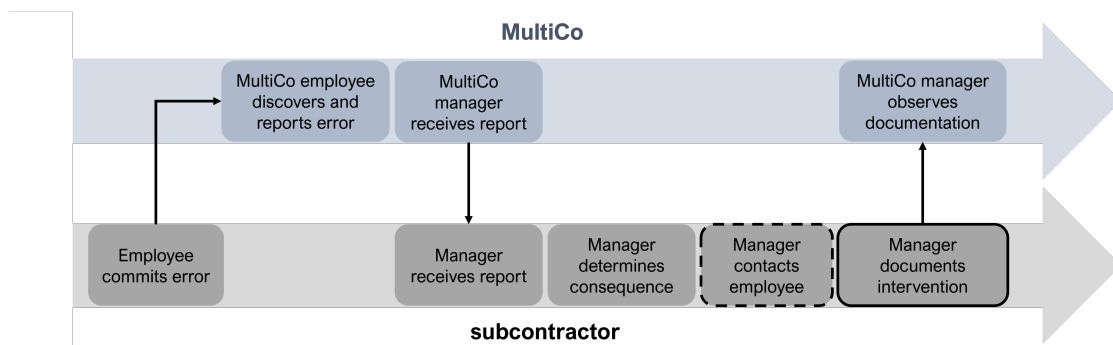 MultiCo
MultiCo employee
discovers and
reports error
MultiCo
manager
receives report
MultiCo manager
observes
documentation
Employee
commits error
Manager
receives report
Manager
determines
consequence
Manager
contacts
employee
Manager
documents
intervention
subcontractor